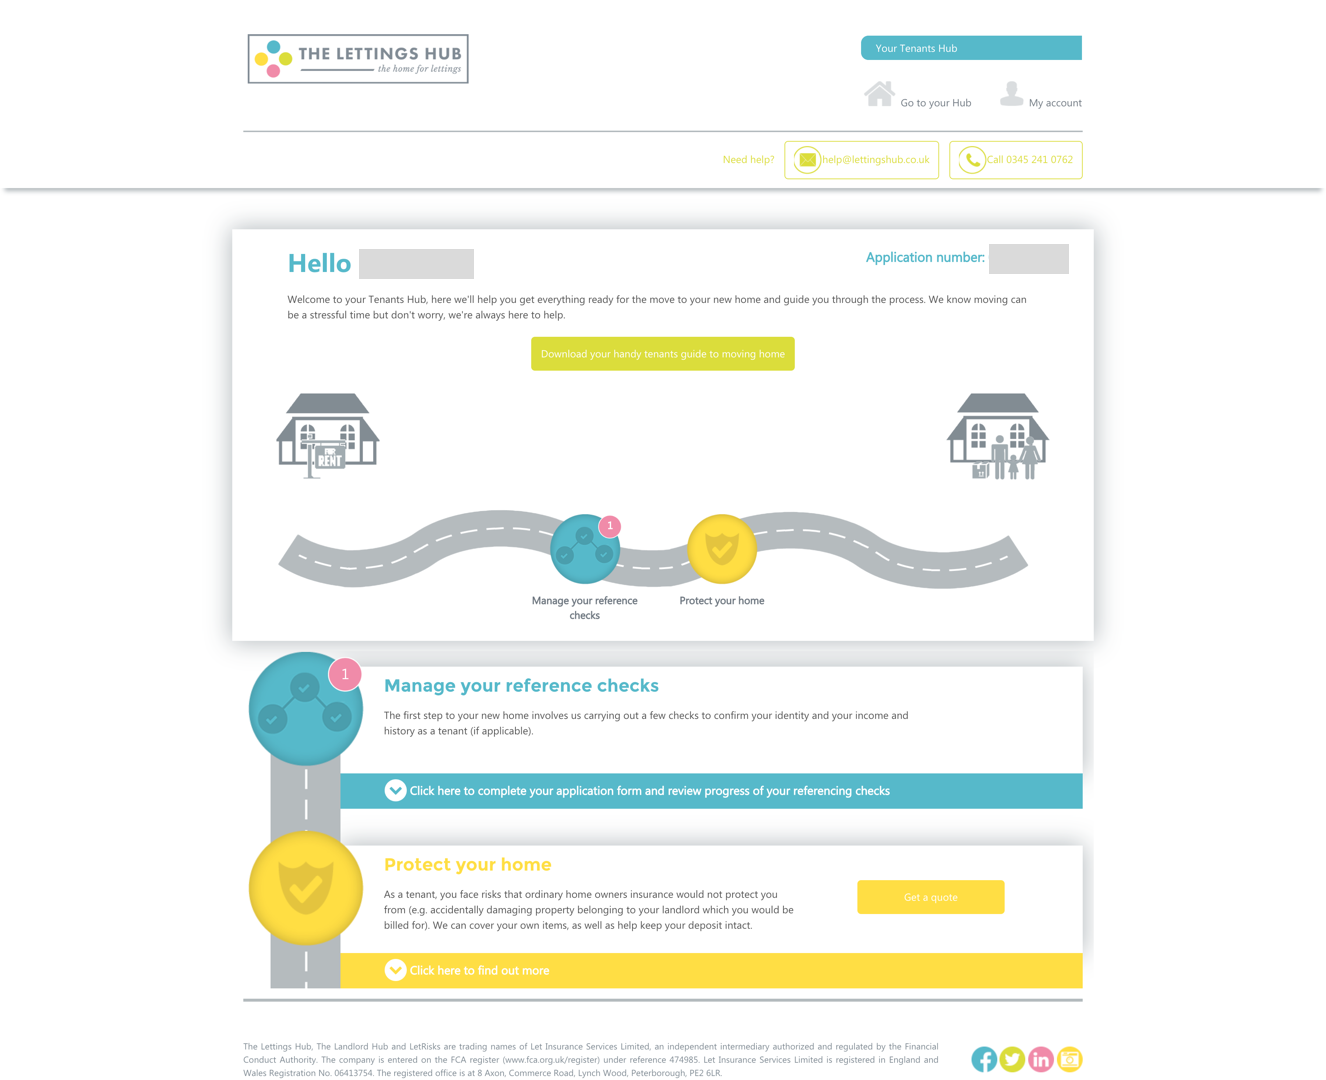 THE LETTINGS HUB
the home for lettings
Your Tenants Hub
Go to your Hub
My account
Need help?
help@lettingshub.co.uk
Call 0345 241 0762
Hello
Application number:
Welcome to your Tenants Hub, here we'll help you get everything ready for the move to your new home and guide you through the process. We know moving can
be a stressful time but don't worry, we're always here to help.
Download your handy tenants guide to moving home
FOR
RENT
1
Manage your reference
checks
Protect your home
1
Manage your reference checks
The first step to your new home involves us carrying out a few checks to confirm your identity and your income and
history as a tenant (if applicable).
Click here to complete your application form and review progress of your referencing checks
Protect your home
As a tenant, you face risks that ordinary home owners insurance would not protect you
from (e.g. accidentally damaging property belonging to your landlord which you would be
billed for). We can cover your own items, as well as help keep your deposit intact.
Get a quote
Click here to find out more
The Lettings Hub, The Landlord Hub and LetRisks are trading names of Let Insurance Services Limited, an independent intermediary authorized and regulated by the Financial
Conduct Authority. The company is entered on the FCA register (www.fca.org.uk/register) under reference 474985. Let Insurance Services Limited is registered in England and
Wales Registration No. 06413754. The registered office is at 8 Axon, Commerce Road, Lynch Wood, Peterborough, PE2 6LR.